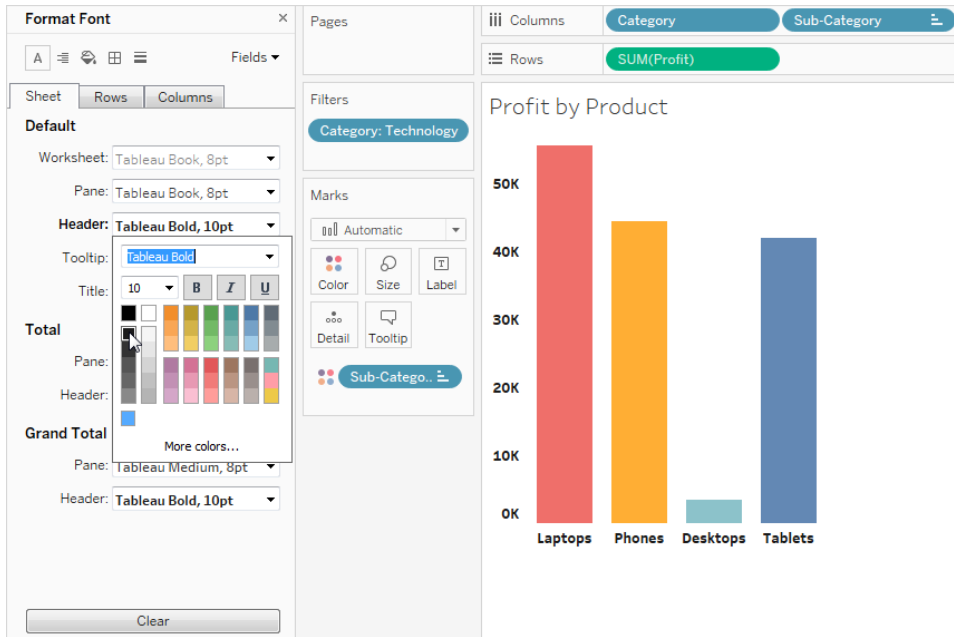 Format Font ×
A Fields
Sheet Rows Columns
Default
Worksheet: Tableau Book, 8pt
Pane: Tableau Book, 8pt
Header: Tableau Bold, 10pt
Tooltip: Tableau Bold
Title: 10 B I U
Total
Pane:
Header:
More colors...
Grand Total
Pane: Tableau Medium, 8pt
Header: Tableau Bold, 10pt
Clear
Pages
Filters
Category: Technology
Marks
Automatic
Color Size T Label
Detail Tooltip
Sub-Catego..
Columns Category Sub-Category
Rows SUM(Profit)
Profit by Product
50K
40K
30K
20K
10K
0K
Laptops Phones Desktops Tablets